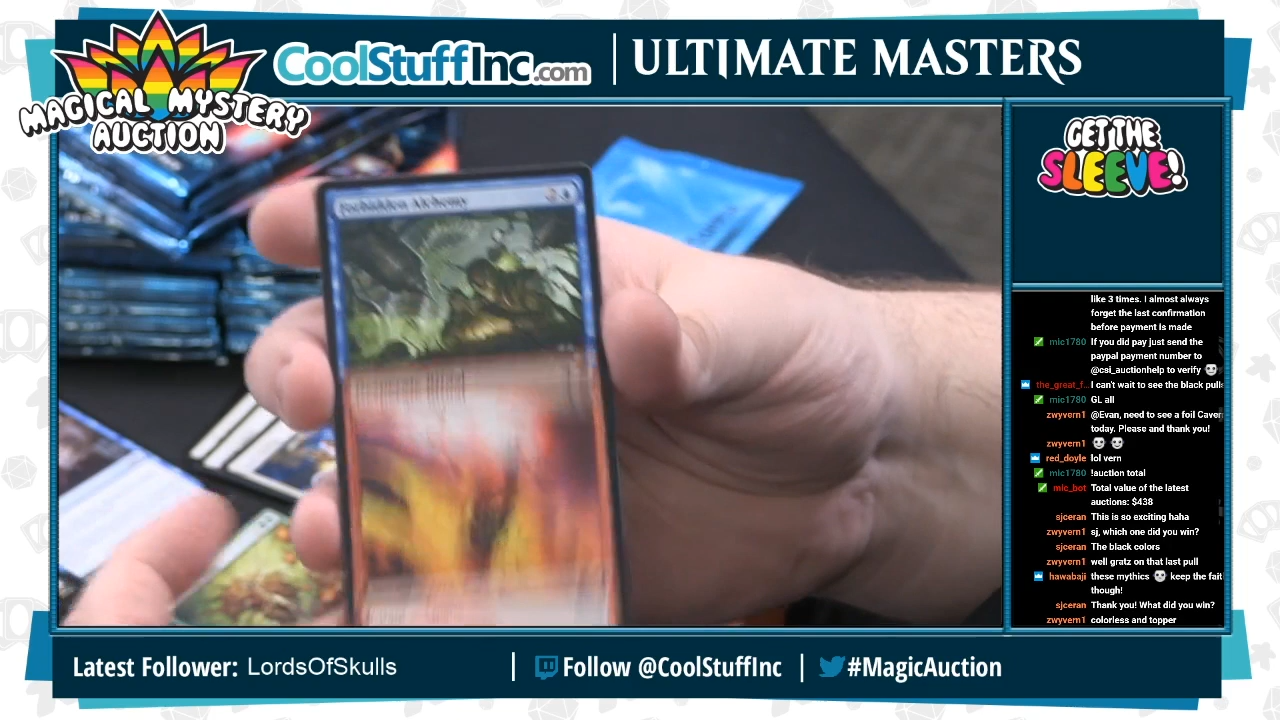 MAGICAL MYSTERY
AUCTION
CoolStuffInc.com
ULTIMATE MASTERS
GET THE
SLEEVE!
Forbidden Alchemy
like 3 times. I almost always
forget the last confirmation
before payment is made
mic1780 If you did pay just send the
paypal payment number to
@csi_auctionhelp to verify
the_great_f... I can't wait to see the black pulls
mic1780 GL all
zwyvern1 @Evan, need to see a foil Caver
today. Please and thank you!
zwyvern1
red_doyle lol vern
mic1780 !auction total
mic_bot Total value of the latest
auctions: $438
sjceran This is so exciting haha
zwyvern1 sj, which one did you win?
sjceran The black colors
zwyvern1 well gratz on that last pull
hawabaji these mythics keep the fait
though!
sjceran Thank you! What did you win?
zwyvern1 colorless and topper
Latest Follower: LordsOfSkulls
Follow @CoolStuffInc
#MagicAuction